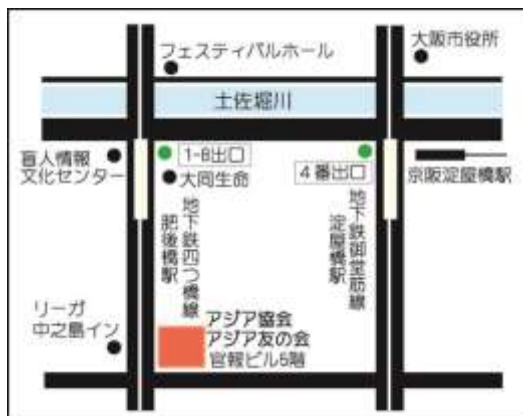 フェスティバルホール
大阪市役所
土佐堀川
盲人情報
文化センター
1-B出口
大同生命
4番出口
京阪淀屋橋駅
地下鉄四つ橋線
肥後橋駅
地下鉄御堂筋線
淀屋橋駅
リーガ
中之島イン
アジア協会
アジア友の会
官報ビル5階